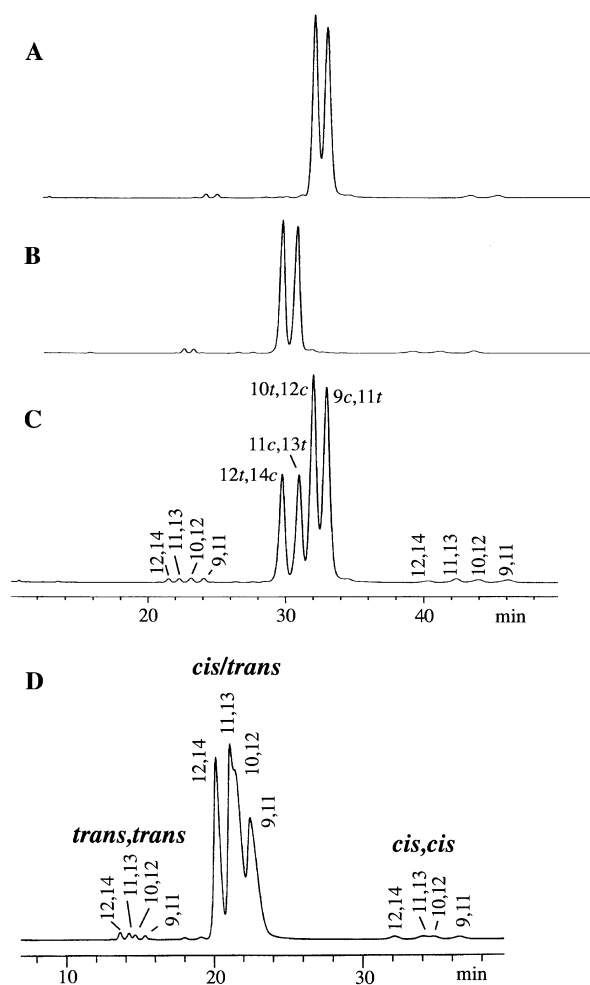 A
B
C
10t,12c
9c,11t
11c,13t
12t,14c
12,14
11,13
10,12
9,11
12,14
11,13
10,12
9,11
20
30
40
min
D
cis/trans
12,14
11,13
10,12
9,11
trans,trans
12,14
11,13
10,12
9,11
cis,cis
12,14
11,13
10,12
9,11
10
20
30
min